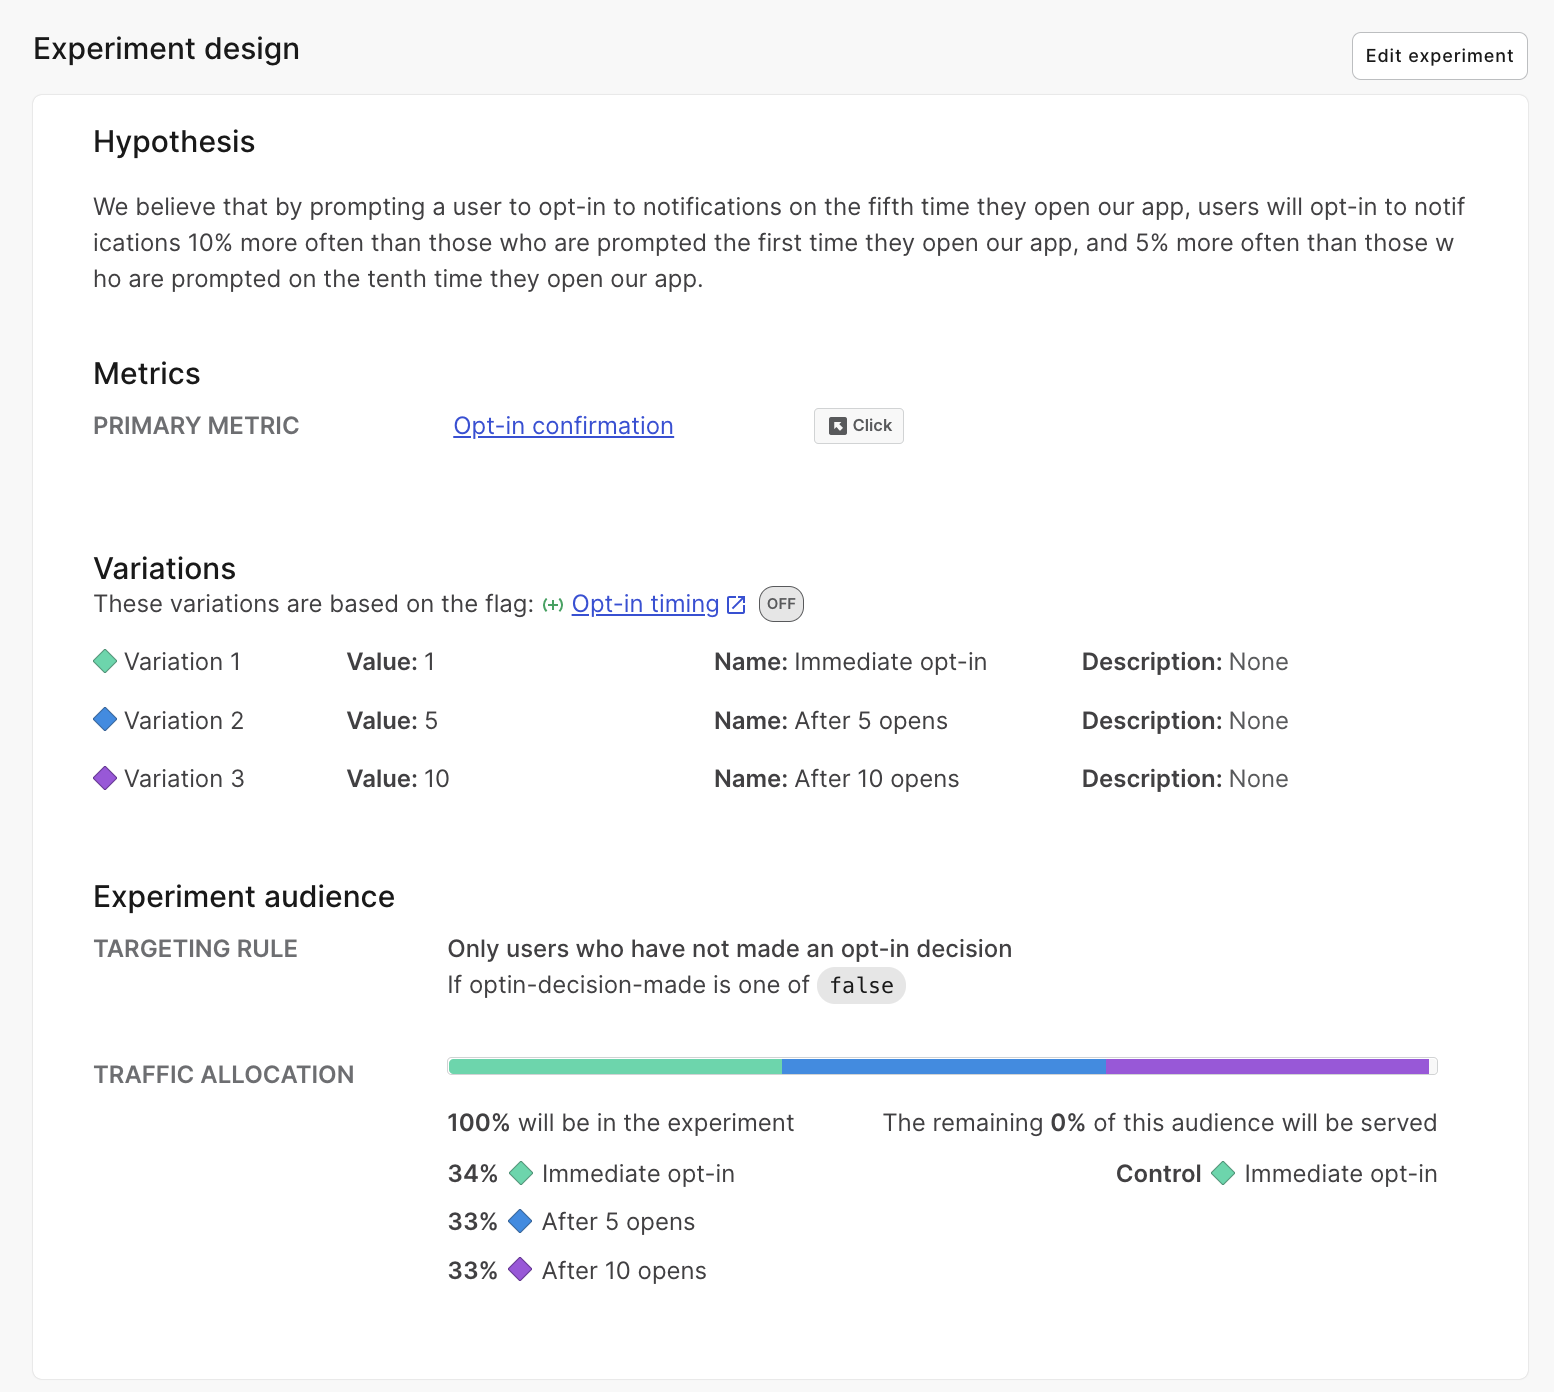 Experiment design
Edit experiment
Hypothesis
We believe that by prompting a user to opt-in to notifications on the fifth time they open our app, users will opt-in to notif
ications 10% more often than those who are prompted the first time they open our app, and 5% more often than those w
ho are prompted on the tenth time they open our app.
Metrics
PRIMARY METRIC Opt-in confirmation Click
Variations
These variations are based on the flag: (+) Opt-in timing OFF
Variation 1 Value: 1 Name: Immediate opt-in Description: None
Variation 2 Value: 5 Name: After 5 opens Description: None
Variation 3 Value: 10 Name: After 10 opens Description: None
Experiment audience
TARGETING RULE Only users who have not made an opt-in decision
If optin-decision-made is one of false
TRAFFIC ALLOCATION
100% will be in the experiment The remaining 0% of this audience will be served
34% Immediate opt-in Control Immediate opt-in
33% After 5 opens
33% After 10 opens